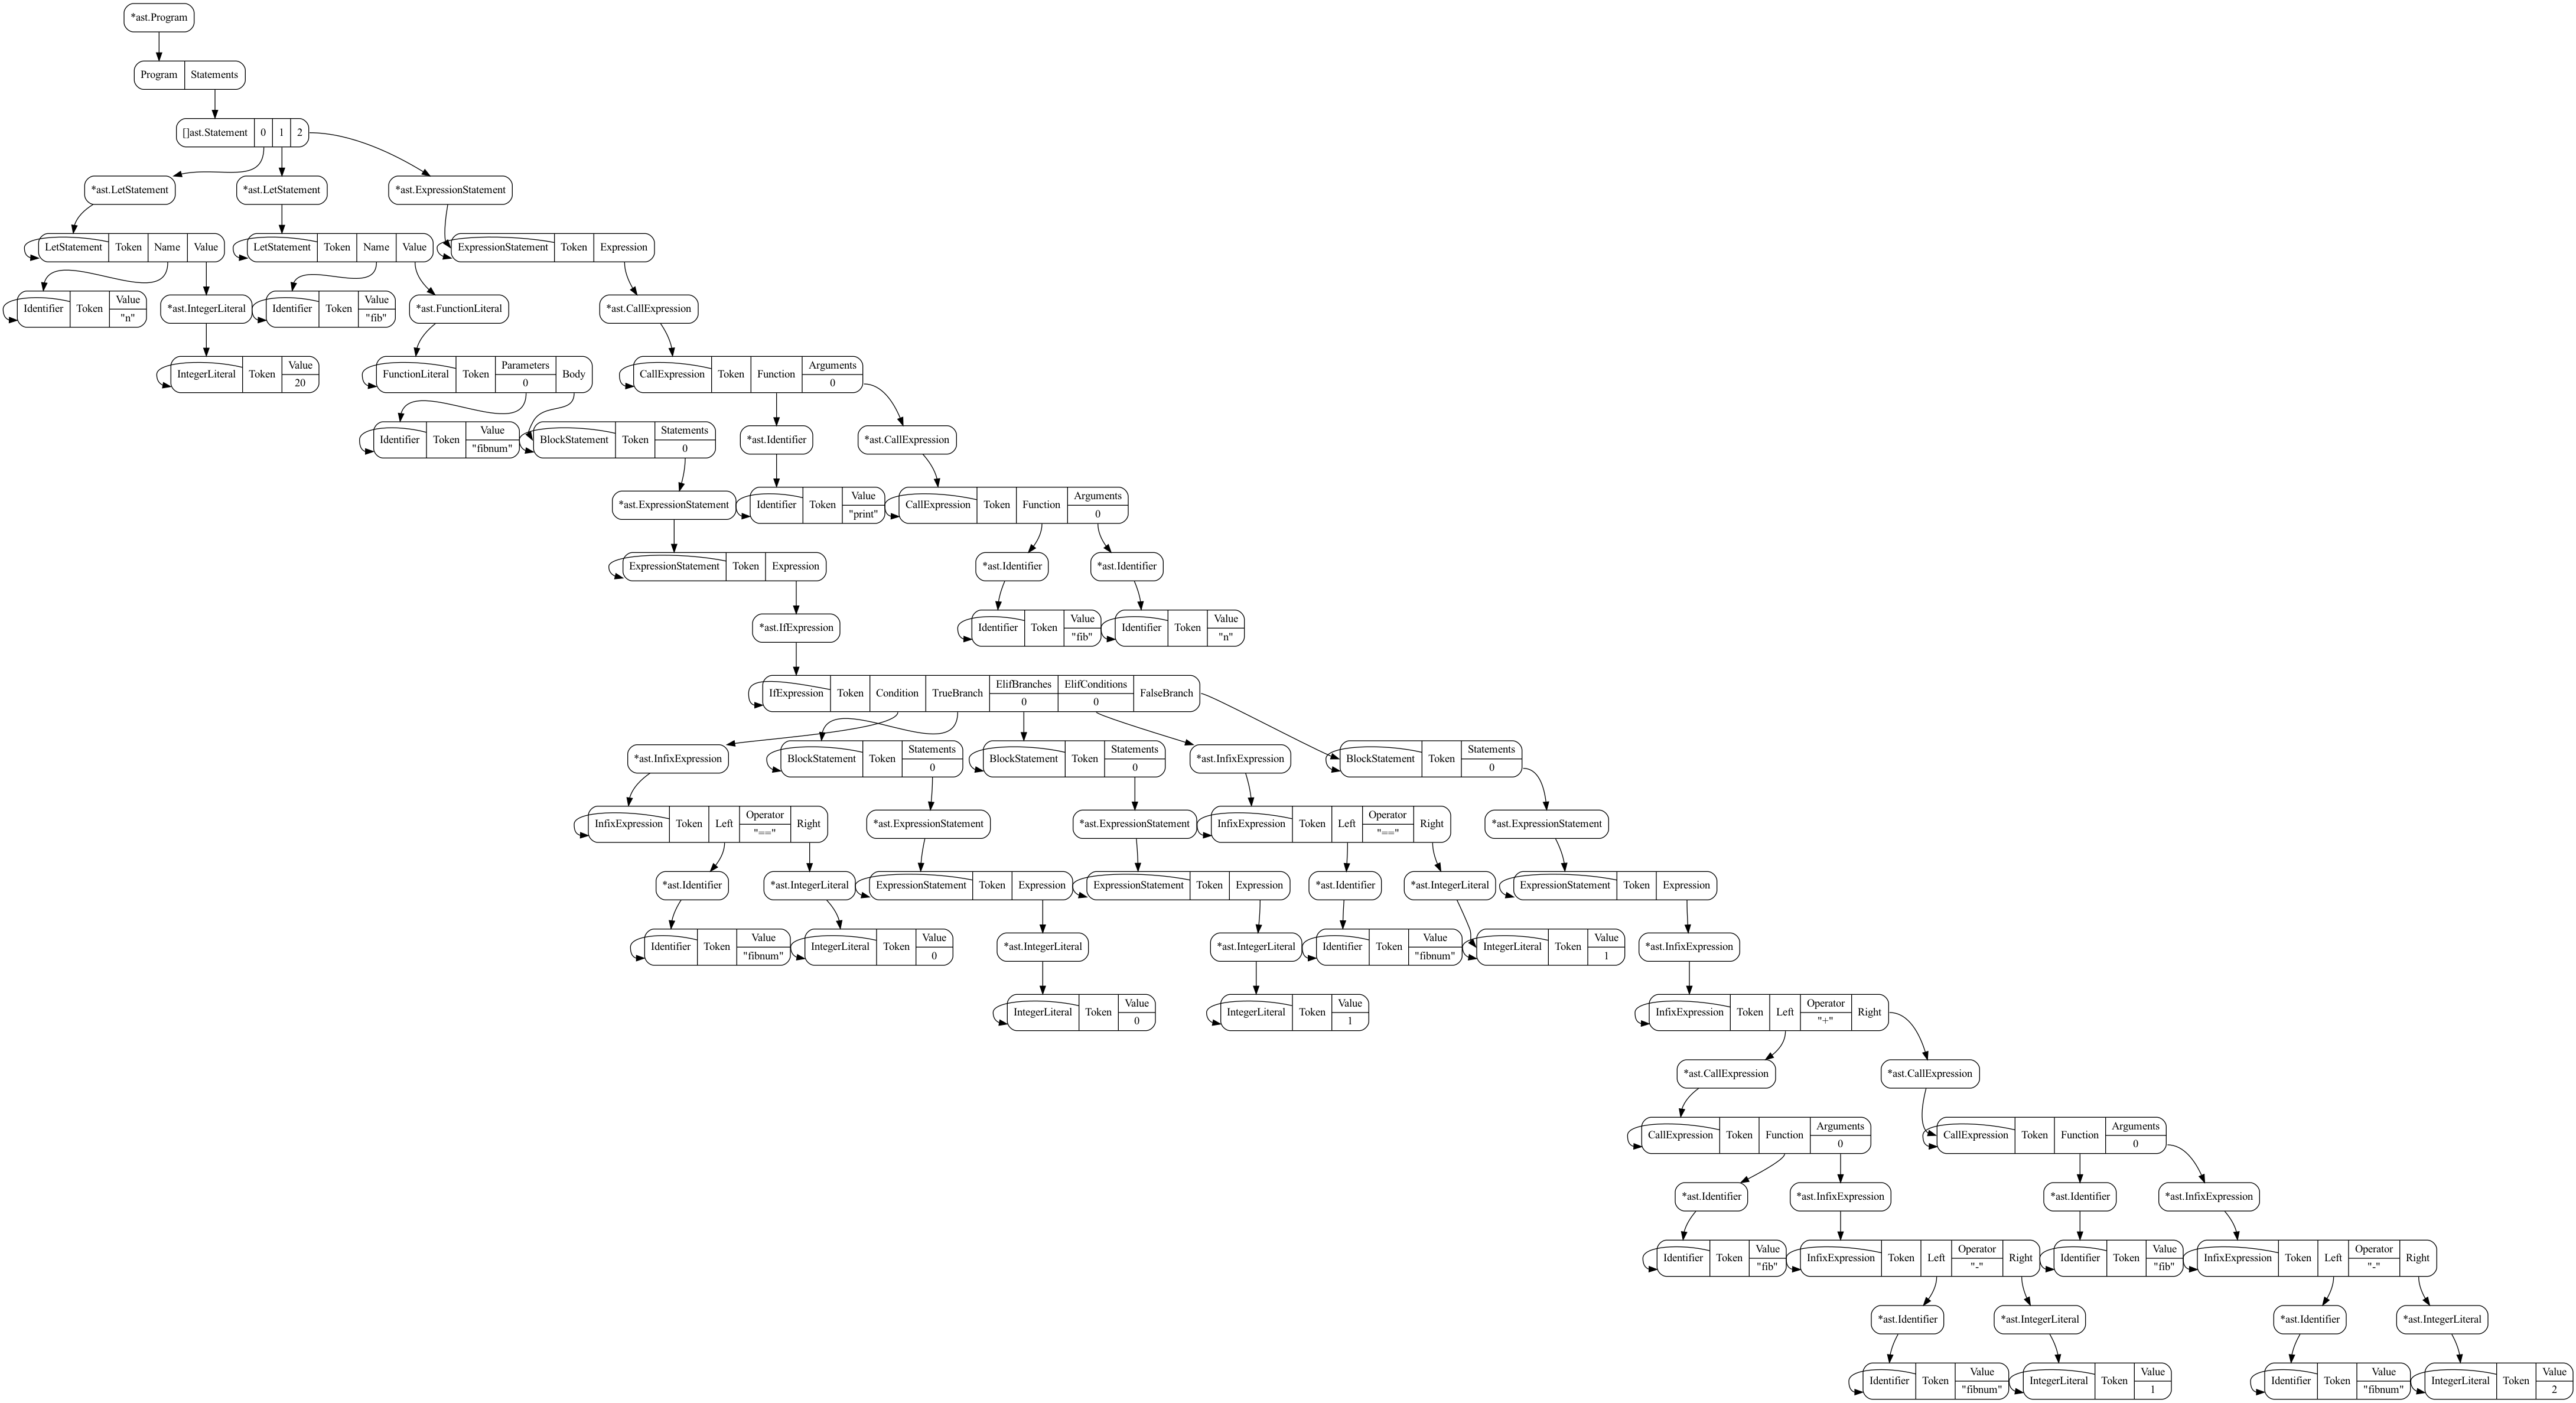 *ast.Program
Program Statements
[]ast.Statement 0 1 2
*ast.LetStatement *ast.LetStatement *ast.ExpressionStatement
LetStatement Token Name Value
LetStatement Token Name Value
ExpressionStatement Token Expression
Identifier Token Value "n"
*ast.IntegerLiteral
Identifier Token Value "fib"
*ast.FunctionLiteral
*ast.CallExpression
IntegerLiteral Token Value 20
FunctionLiteral Token Parameters 0 Body
CallExpression Token Function Arguments 0
Identifier Token Value "fibnum"
BlockStatement Token Statements 0
*ast.Identifier
*ast.CallExpression
*ast.ExpressionStatement
Identifier Token Value "print"
CallExpression Token Function Arguments 0
ExpressionStatement Token Expression
*ast.Identifier
*ast.Identifier
*ast.IfExpression
Identifier Token Value "fib"
Identifier Token Value "n"
IfExpression Token Condition TrueBranch ElifBranches 0 ElifConditions 0 FalseBranch
*ast.InfixExpression
BlockStatement Token Statements 0
BlockStatement Token Statements 0
*ast.InfixExpression
BlockStatement Token Statements 0
InfixExpression Token Left Operator "==" Right
*ast.ExpressionStatement
*ast.ExpressionStatement
InfixExpression Token Left Operator "==" Right
*ast.ExpressionStatement
*ast.Identifier
*ast.IntegerLiteral
ExpressionStatement Token Expression
ExpressionStatement Token Expression
*ast.Identifier
*ast.IntegerLiteral
ExpressionStatement Token Expression
Identifier Token Value "fibnum"
IntegerLiteral Token Value 0
*ast.IntegerLiteral
*ast.IntegerLiteral
Identifier Token Value "fibnum"
IntegerLiteral Token Value 1
*ast.InfixExpression
IntegerLiteral Token Value 0
IntegerLiteral Token Value 1
InfixExpression Token Left Operator "+" Right
*ast.CallExpression
*ast.CallExpression
CallExpression Token Function Arguments 0
CallExpression Token Function Arguments 0
*ast.Identifier
*ast.InfixExpression
*ast.Identifier
*ast.InfixExpression
Identifier Token Value "fib"
InfixExpression Token Left Operator "-" Right
Identifier Token Value "fib"
InfixExpression Token Left Operator "-" Right
*ast.Identifier
*ast.IntegerLiteral
*ast.Identifier
*ast.IntegerLiteral
Identifier Token Value "fibnum"
IntegerLiteral Token Value 1
Identifier Token Value "fibnum"
IntegerLiteral Token Value 2